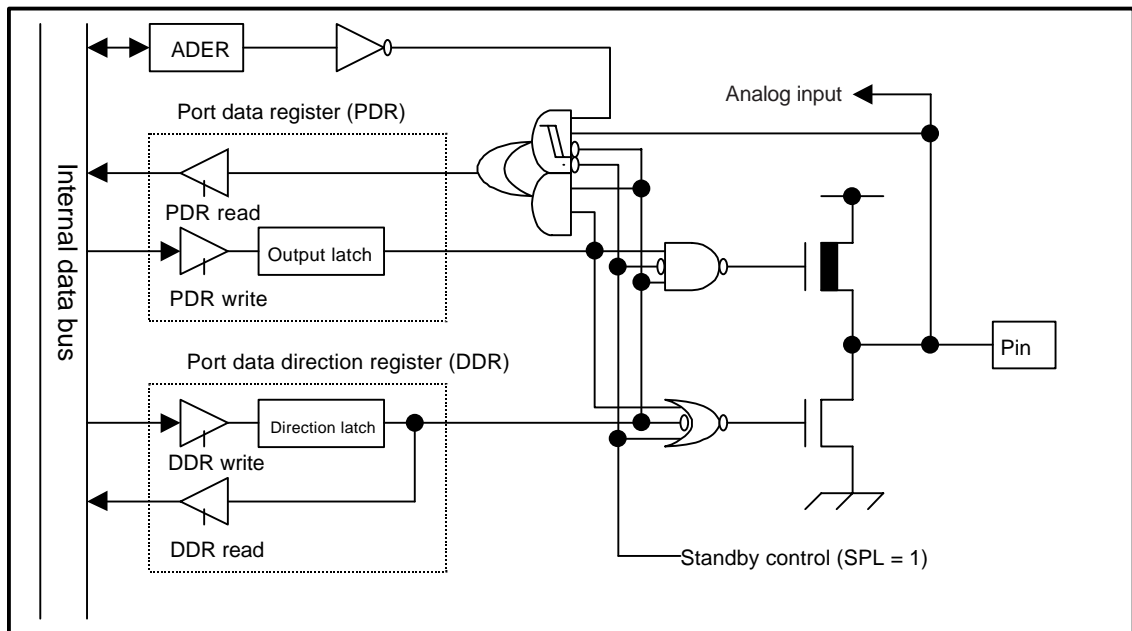 ADER
Analog input
Port data register (PDR)
Internal data bus
PDR read
Output latch
PDR write
Pin
Port data direction register (DDR)
Direction latch
DDR write
DDR read
Standby control (SPL = 1)